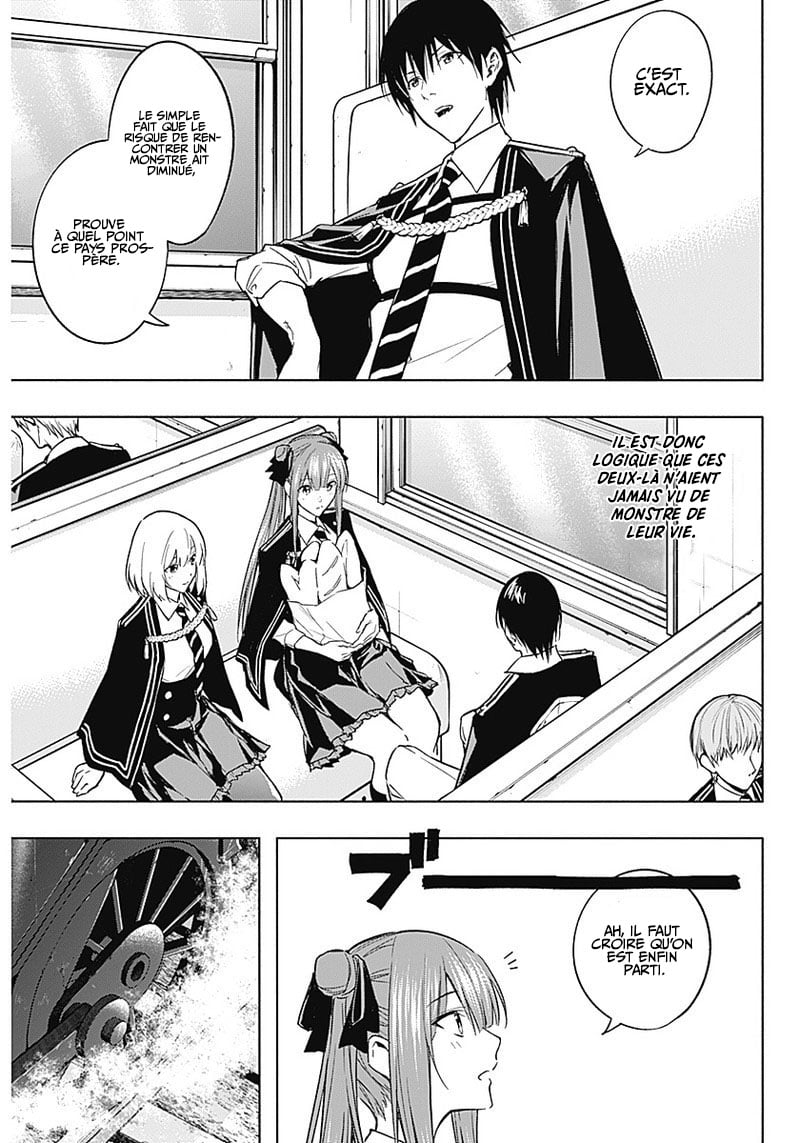 C'EST
EXACT.
LE SIMPLE
FAIT QUE LE
RISQUE DE REN-
CONTRER UN
MONSTRE AIT
DIMINUÉ,
PROUVE
À QUEL POINT
CE PAYS PROS-
PÈRE.
IL EST DONC
LOGIQUE QUE CES
DEUX-LÀ N'AIENT
JAMAIS VU DE
MONSTRE DE
LEUR VIE.
ブー
AH, IL FAUT
CROIRE QU'ON
EST ENFIN
PARTI.